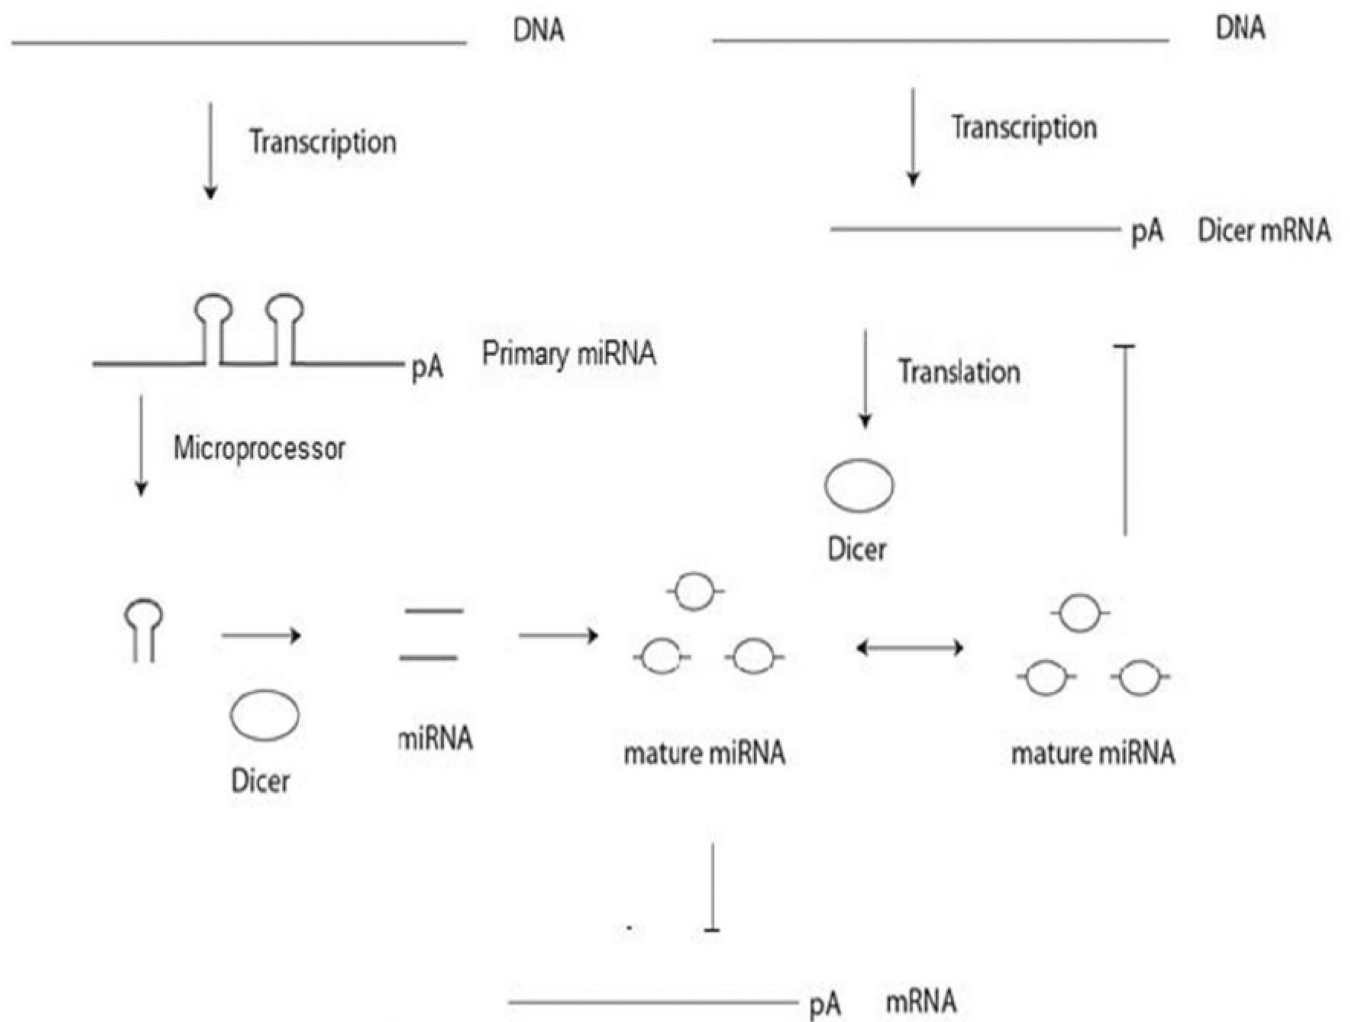 DNA
DNA
Transcription
Transcription
pA Dicer mRNA
pA Primary miRNA
Translation
Microprocessor
Dicer
miRNA
mature miRNA
mature miRNA
Dicer
pA mRNA